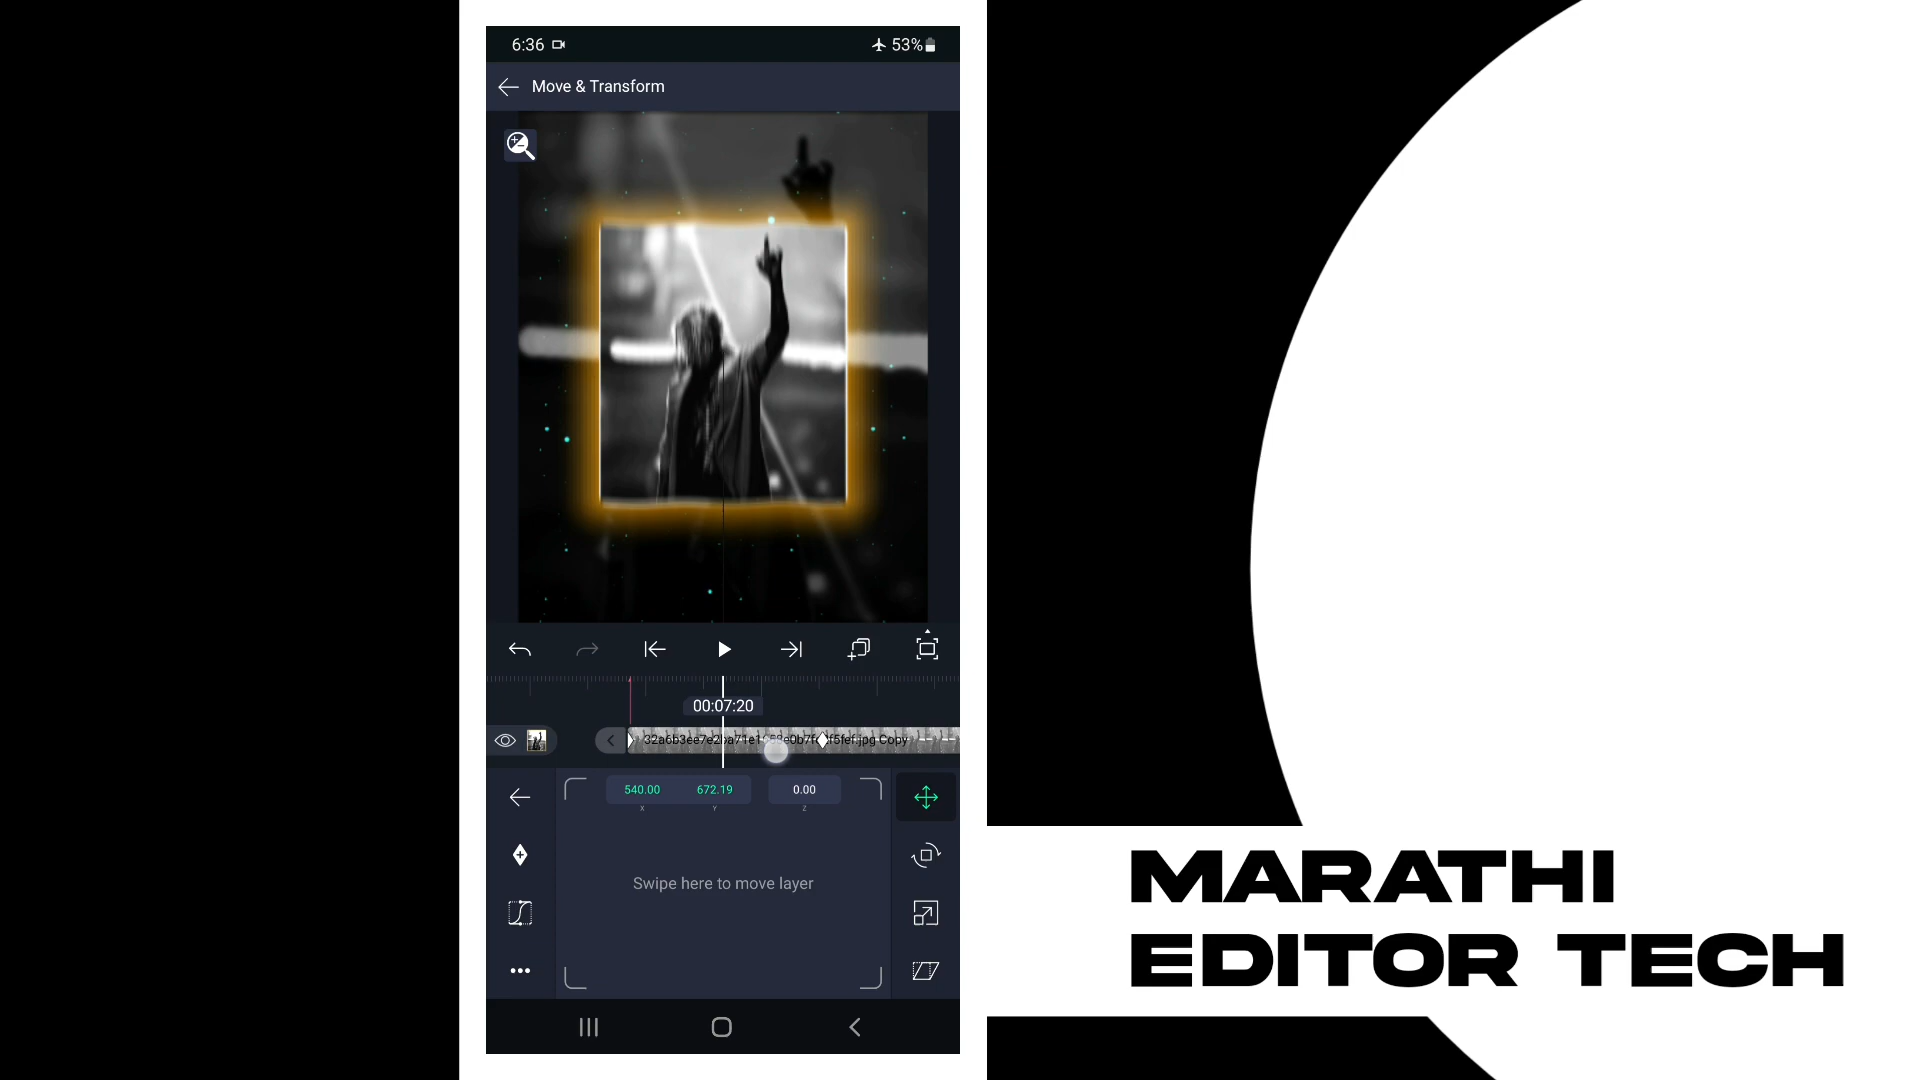 6:36 53%
Move & Transform
00:07:20
540.00 672.19 0.00
X Y Z
Swipe here to move layer
MARATHI
EDITOR TECH